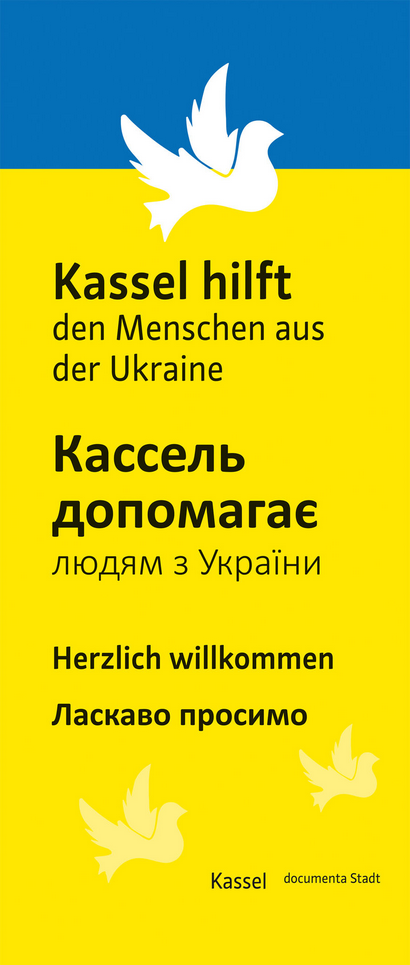 Kassel hilft
den Menschen aus
der Ukraine
Кассель
допомагає
людям з України
Herzlich willkommen
Ласкаво просимо
Kassel documenta Stadt